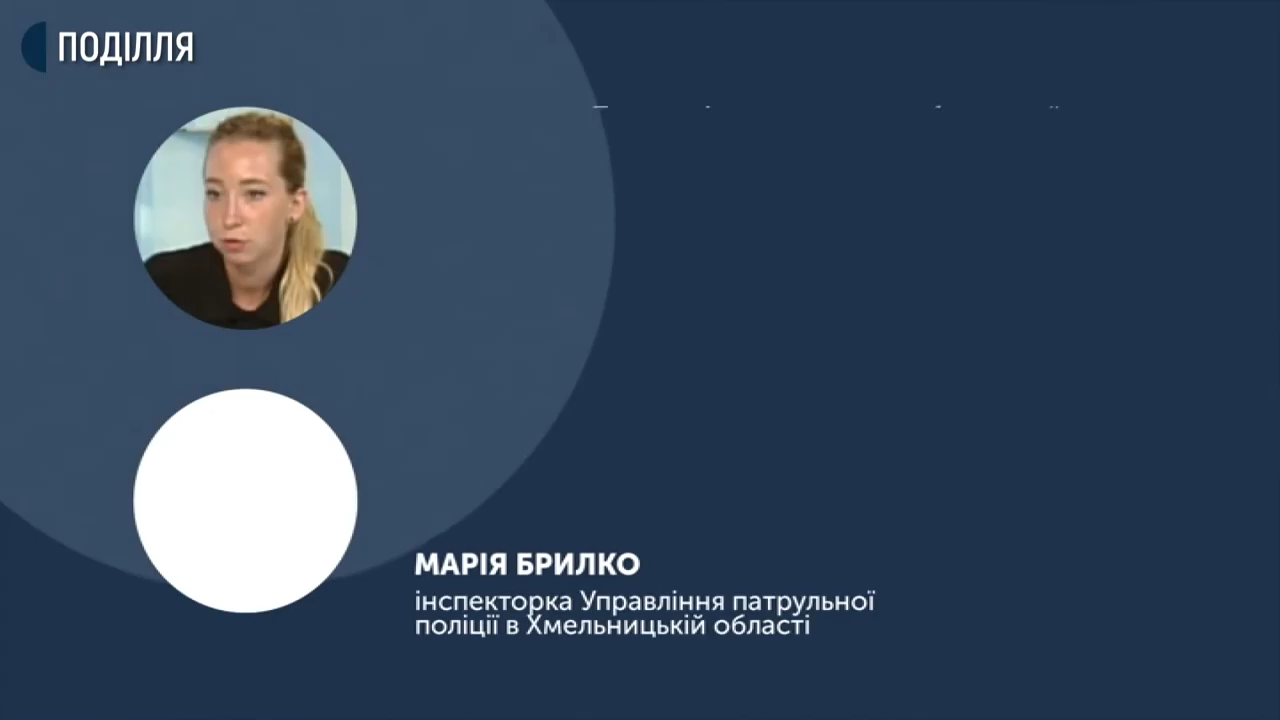 ПОДІЛЛЯ
МАРІЯ БРИЛКО
інспекторка Управління патрульної
поліції в Хмельницькій області